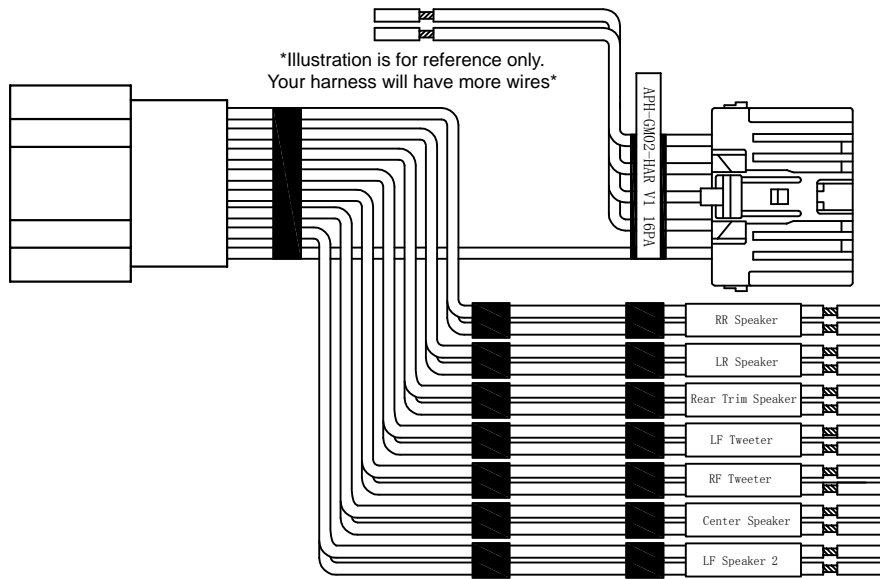 *Illustration is for reference only.
Your harness will have more wires*
APH-GM02-HAR V1 16PA
RR Speaker
LR Speaker
Rear Trim Speaker
LF Tweeter
RF Tweeter
Center Speaker
LF Speaker 2